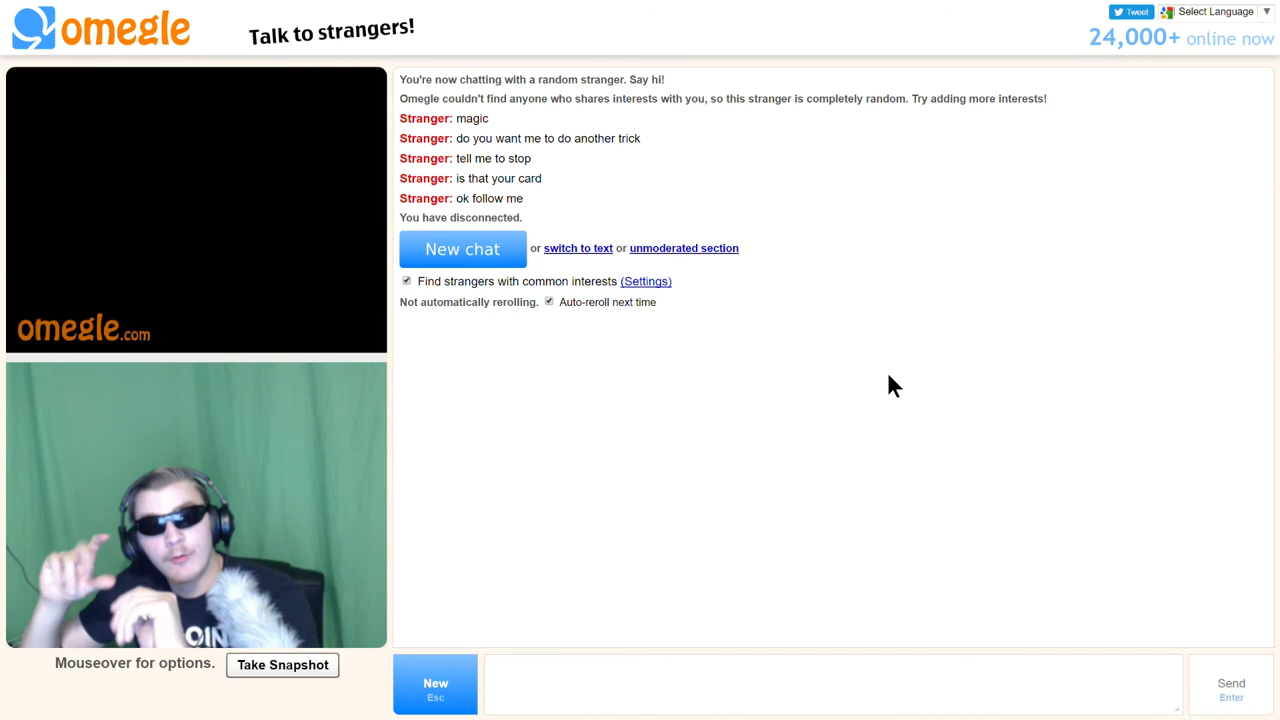 omegle
Talk to strangers!
Tweet
Select Language ▼
24,000+ online now
You're now chatting with a random stranger. Say hi!
Omegle couldn't find anyone who shares interests with you, so this stranger is completely random. Try adding more interests!
Stranger: magic
Stranger: do you want me to do another trick
Stranger: tell me to stop
Stranger: is that your card
Stranger: ok follow me
You have disconnected.
New chat or switch to text or unmoderated section
Find strangers with common interests (Settings)
Not automatically rerolling. Auto-reroll next time
omegle.com
OIN
Mouseover for options. Take Snapshot
New
Esc
Send
Enter